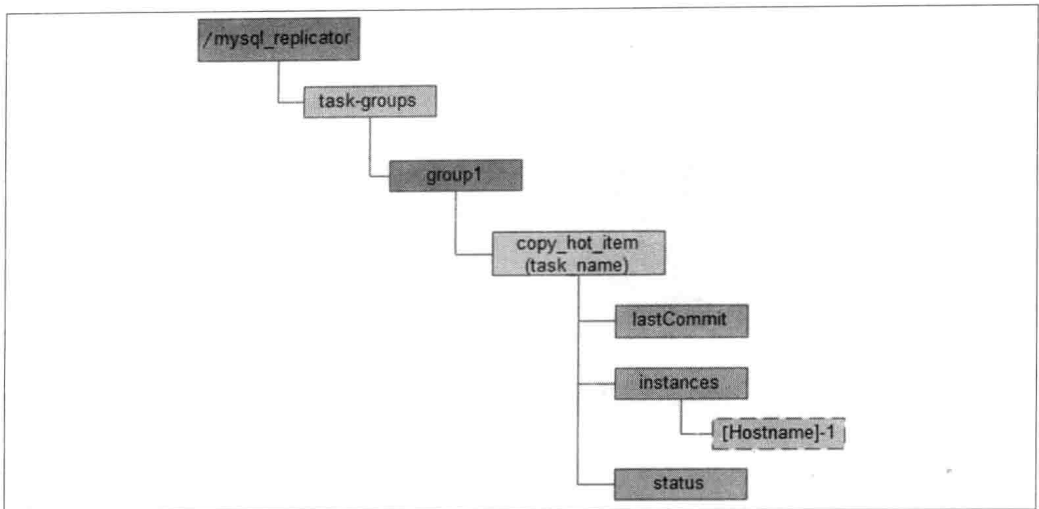 /mysql_replicator
task-groups
group1
copy_hot_item
(task_name)
lastCommit
instances
[Hostname]-1
status